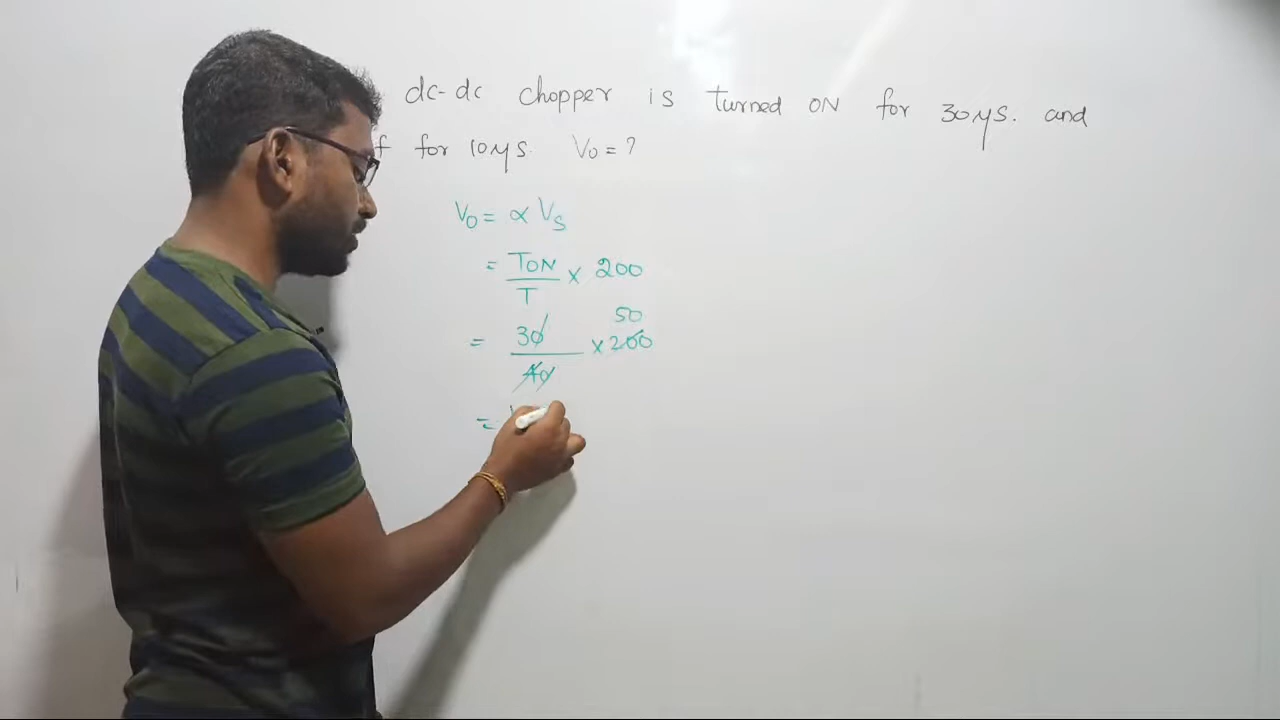 dc-dc chopper is turned ON for 30μs. and
f for 10μs. V0 = ?
V0 = α VS
= TON / T × 200
50
= 30 / 40 × 200
=